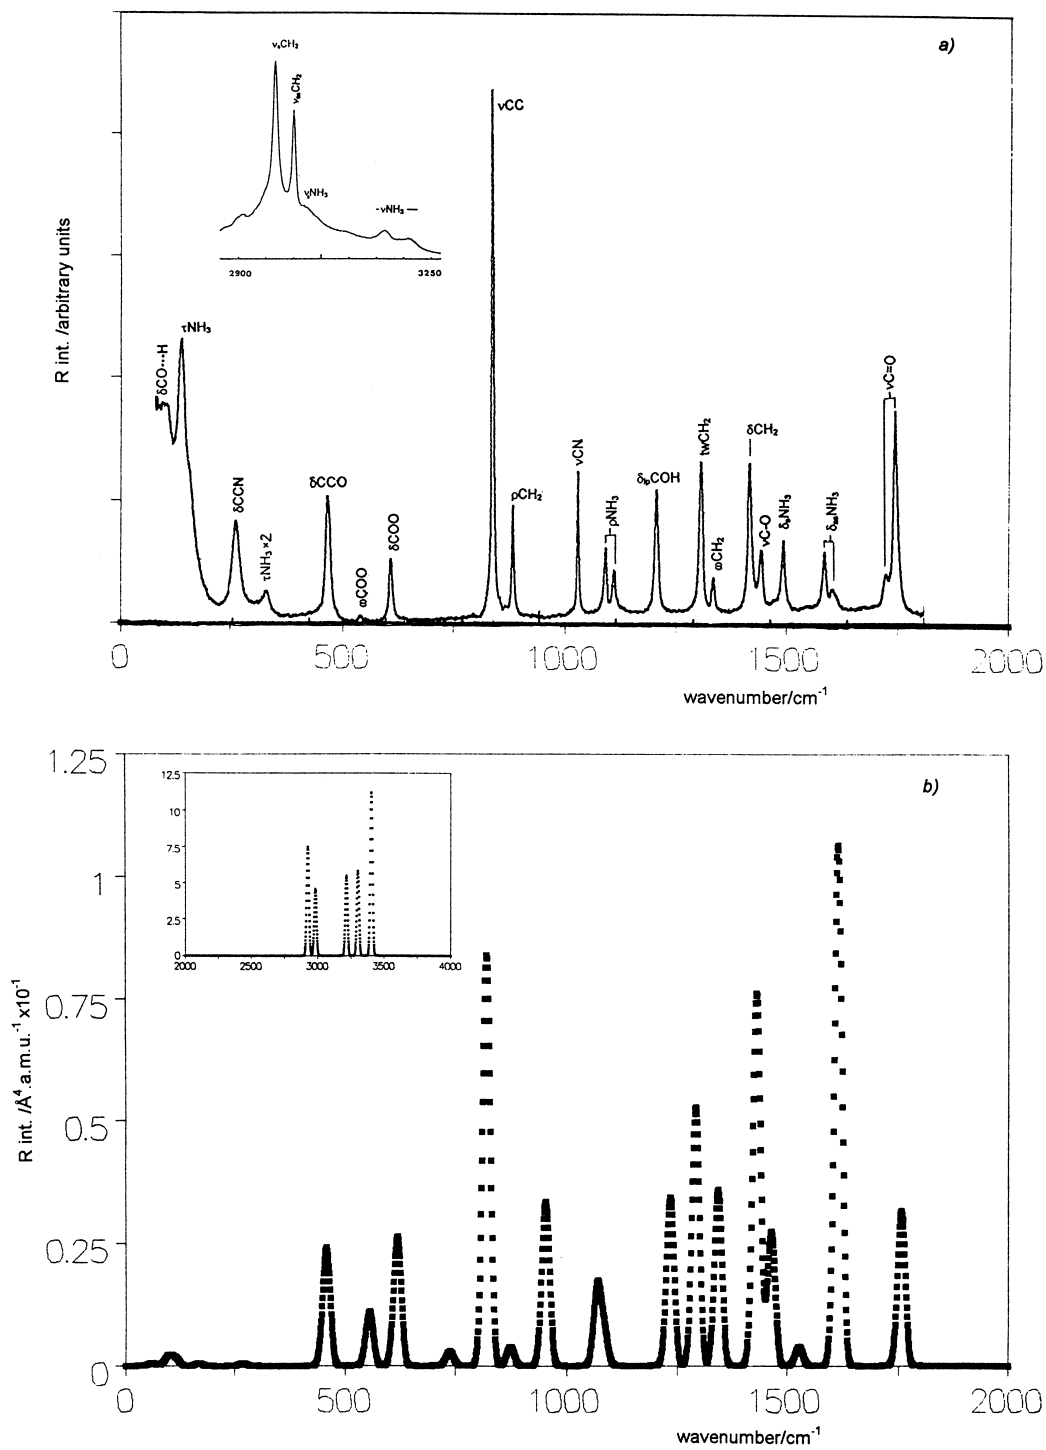 a)
νₛCH₂
νₐₛCH₂
νₛNH₃
-νNH₃ —
2900 3250
νCC
R int. /arbitrary units
δCO···H
τNH₃
δCCN
τNH₃×2
δCCO
ωCOO
δCOO
ρCH₂
νCN
ρNH₃
δᵢₚCOH
twCH₂
ωCH₂
δCH₂
νC-O
δₛNH₃
δₐₛNH₃
νC=O
0 500 1000 1500 2000
wavenumber/cm⁻¹
b)
1.25
1
0.75
0.5
0.25
0
12.5
10
7.5
5
2.5
0
2000 2500 3000 3500 4000
R int. /Å⁴.a.m.u.⁻¹ x10⁻¹
0 500 1000 1500 2000
wavenumber/cm⁻¹